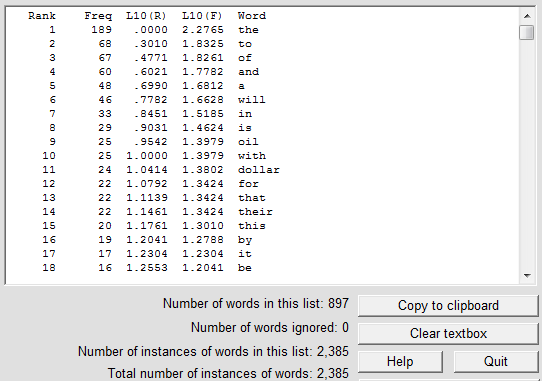 Rank Freq L10(R) L10(F) Word
1 189 .0000 2.2765 the
2 68 .3010 1.8325 to
3 67 .4771 1.8261 of
4 60 .6021 1.7782 and
5 48 .6990 1.6812 a
6 46 .7782 1.6628 will
7 33 .8451 1.5185 in
8 29 .9031 1.4624 is
9 25 .9542 1.3979 oil
10 25 1.0000 1.3979 with
11 24 1.0414 1.3802 dollar
12 22 1.0792 1.3424 for
13 22 1.1139 1.3424 that
14 22 1.1461 1.3424 their
15 20 1.1761 1.3010 this
16 19 1.2041 1.2788 by
17 17 1.2304 1.2304 it
18 16 1.2553 1.2041 be
Number of words in this list: 897 Copy to clipboard
Number of words ignored: 0 Clear textbox
Number of instances of words in this list: 2,385 Help Quit
Total number of instances of words: 2,385